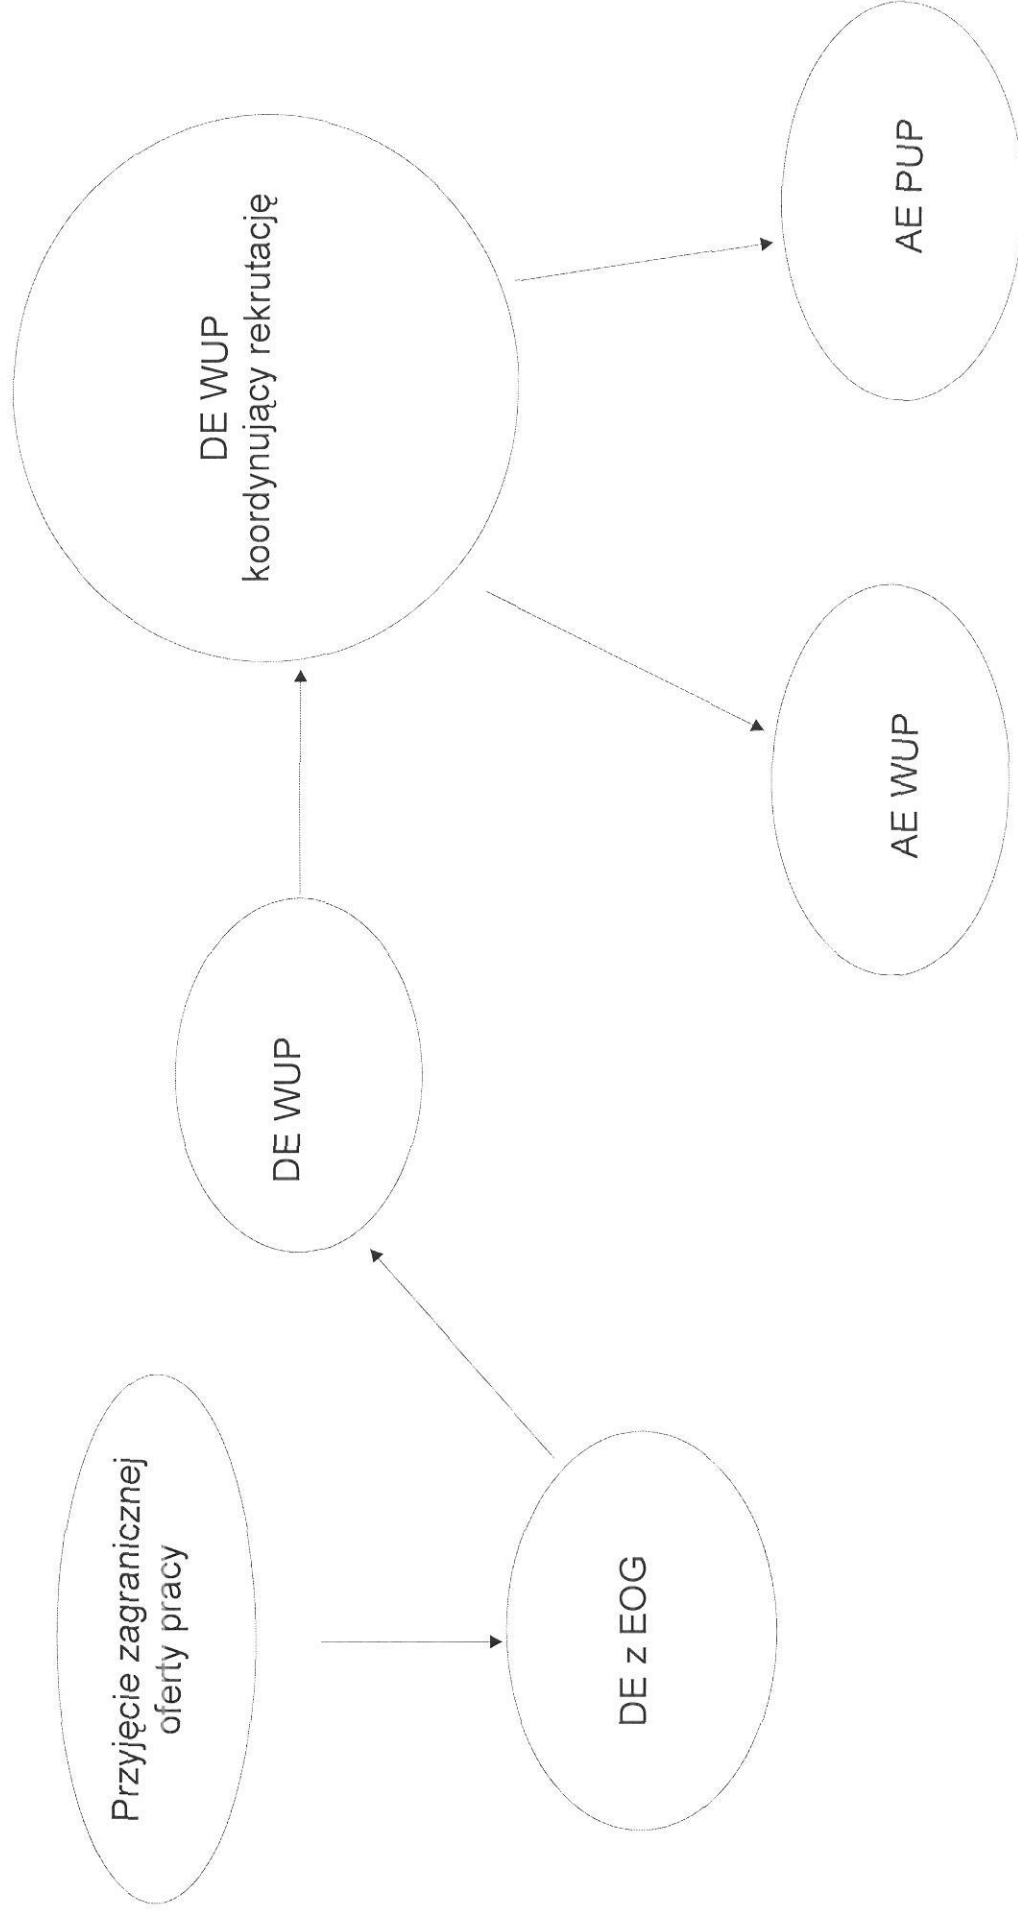 Przyjęcie zagranicznej
oferty pracy
DE z EOG
DE WUP
DE WUP
koordynujący rekrutację
AE WUP
AE PUP